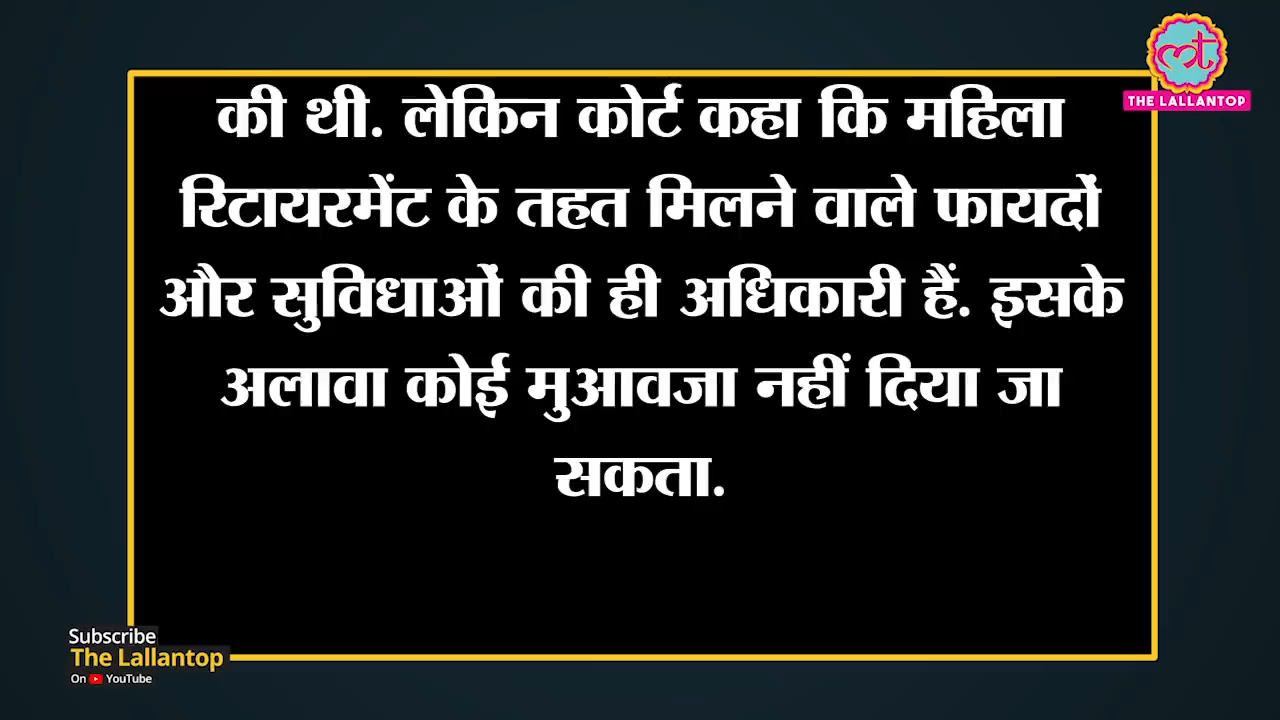 THE LALLANTOP
की थी. लेकिन कोर्ट कहा कि महिला
रिटायरमेंट के तहत मिलने वाले फायदों
और सुविधाओं की ही अधिकारी हैं. इसके
अलावा कोई मुआवजा नहीं दिया जा
सकता.
Subscribe
The Lallantop
On YouTube